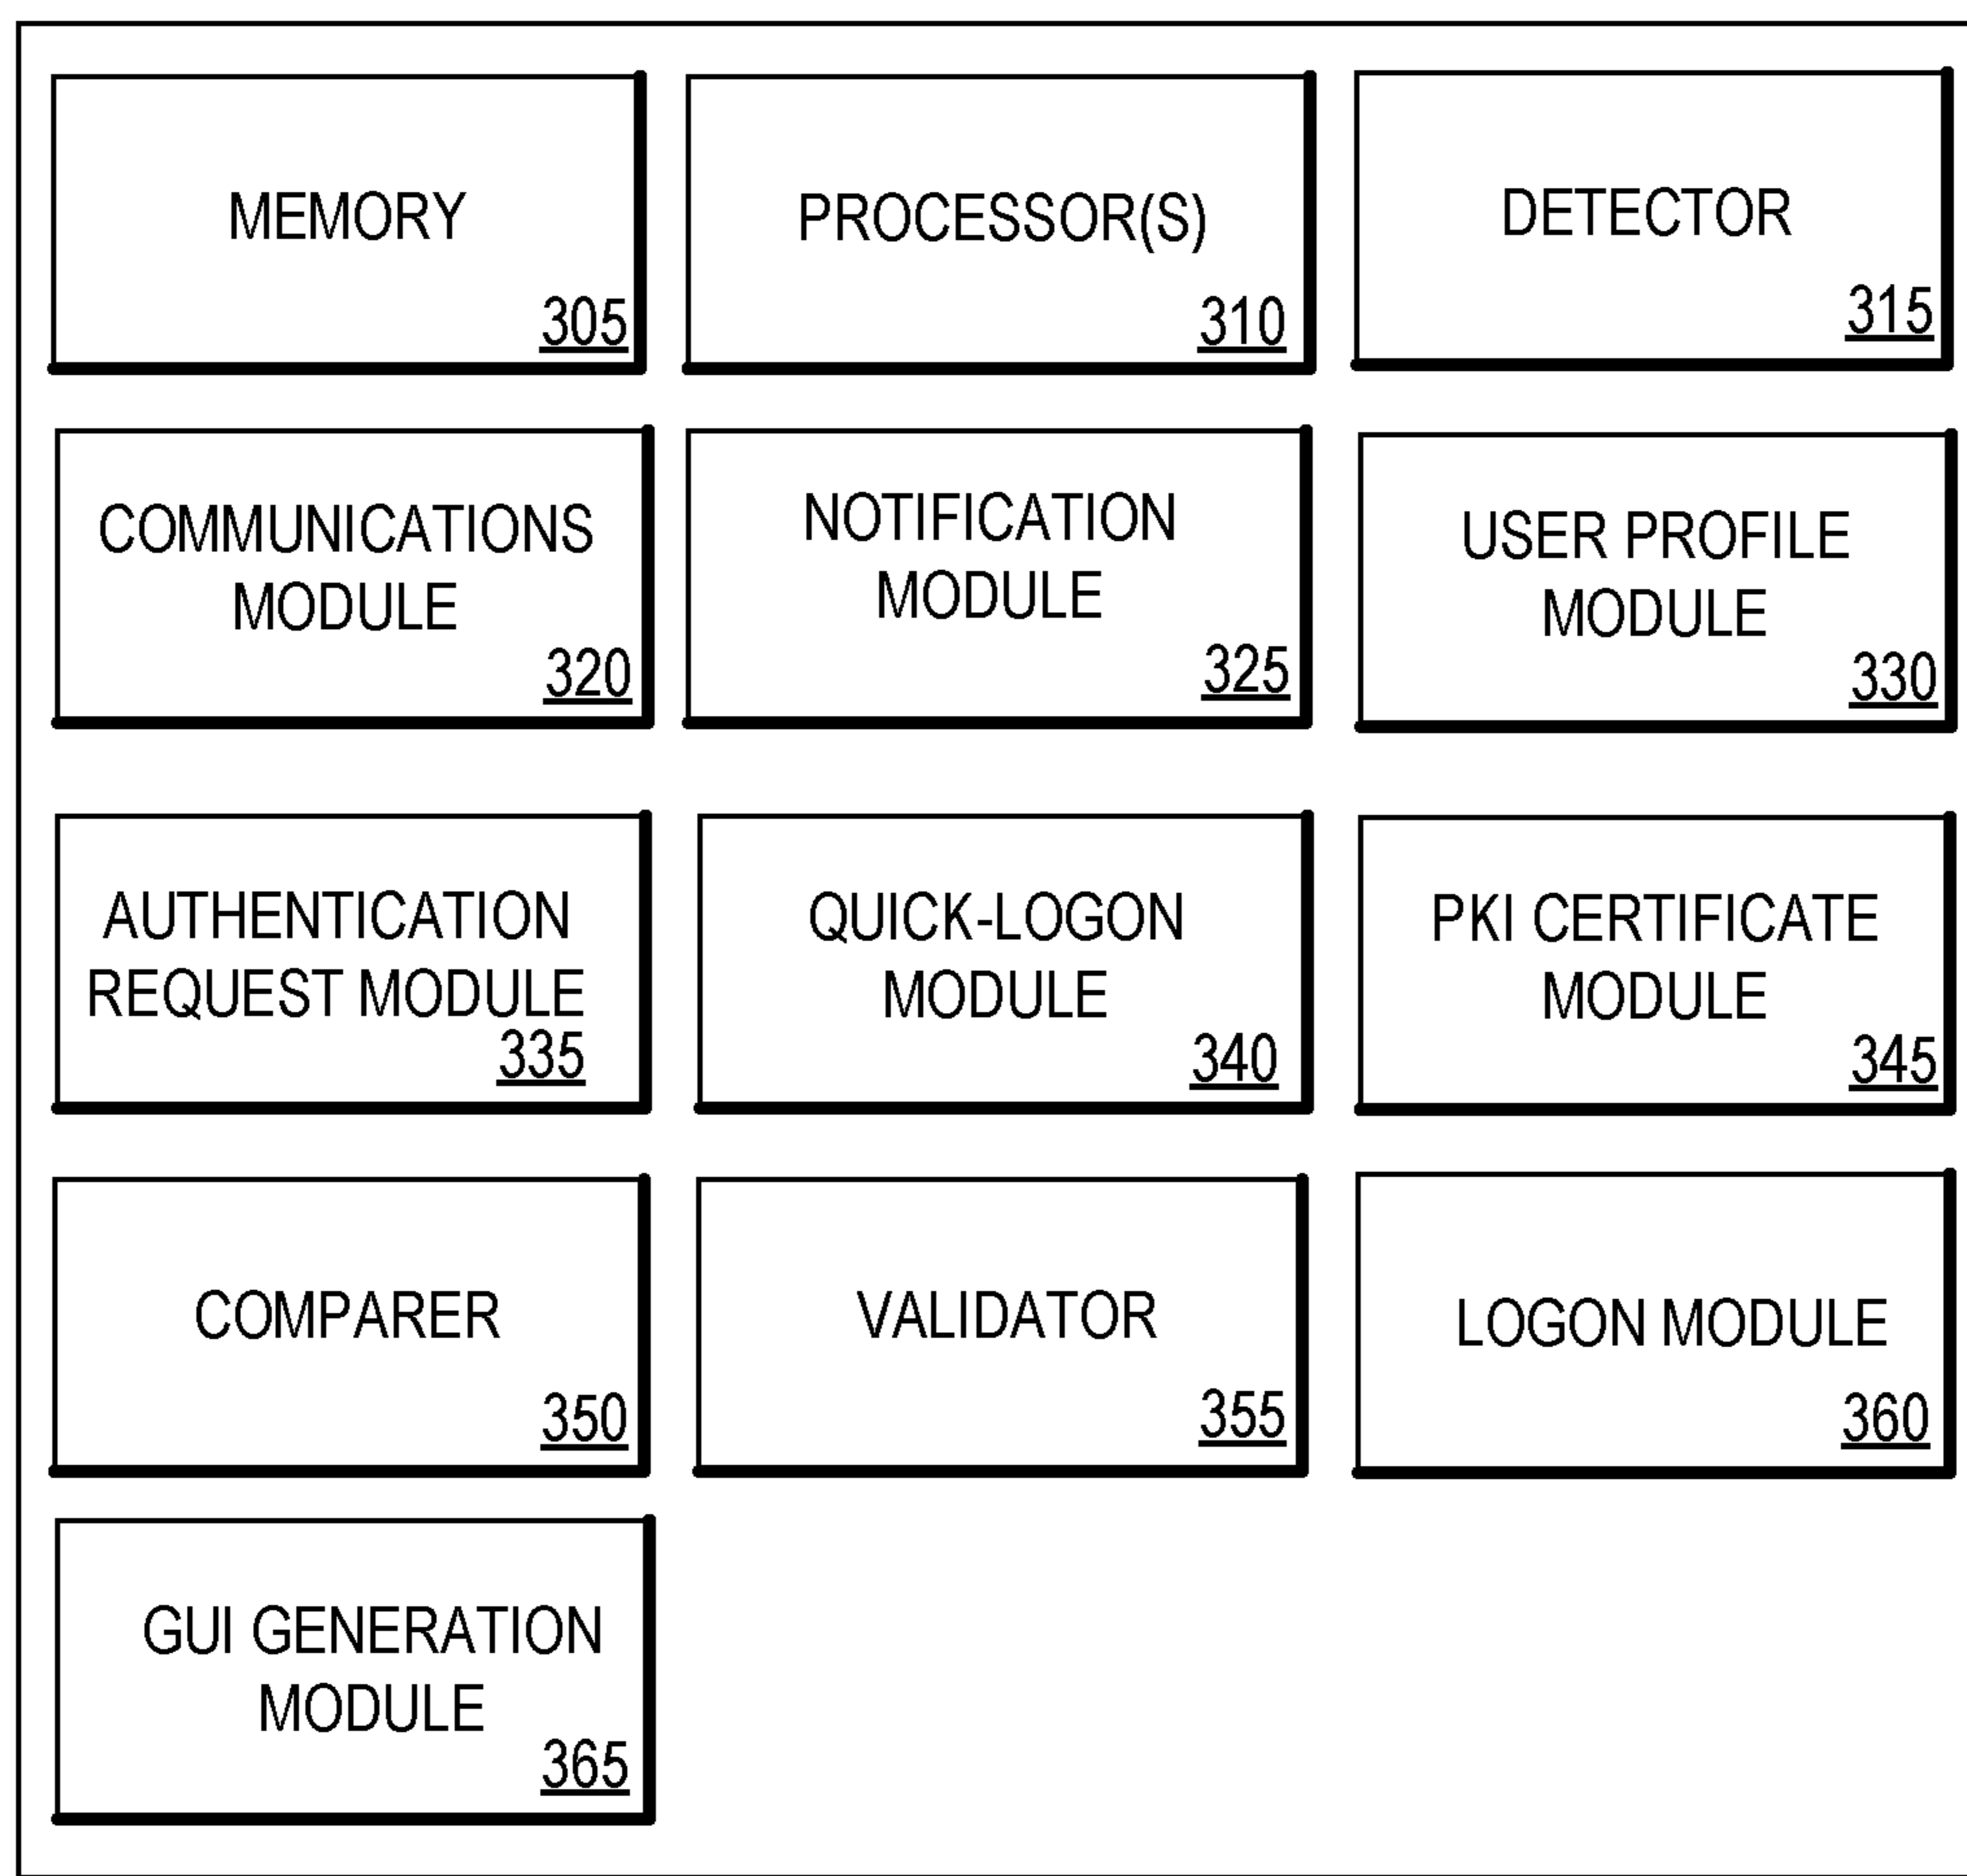 MEMORY
305
PROCESSOR(S)
310
DETECTOR
315
COMMUNICATIONS
MODULE
320
NOTIFICATION
MODULE
325
USER PROFILE
MODULE
330
AUTHENTICATION
REQUEST MODULE
335
QUICK-LOGON
MODULE
340
PKI CERTIFICATE
MODULE
345
COMPARER
350
VALIDATOR
355
LOGON MODULE
360
GUI GENERATION
MODULE
365